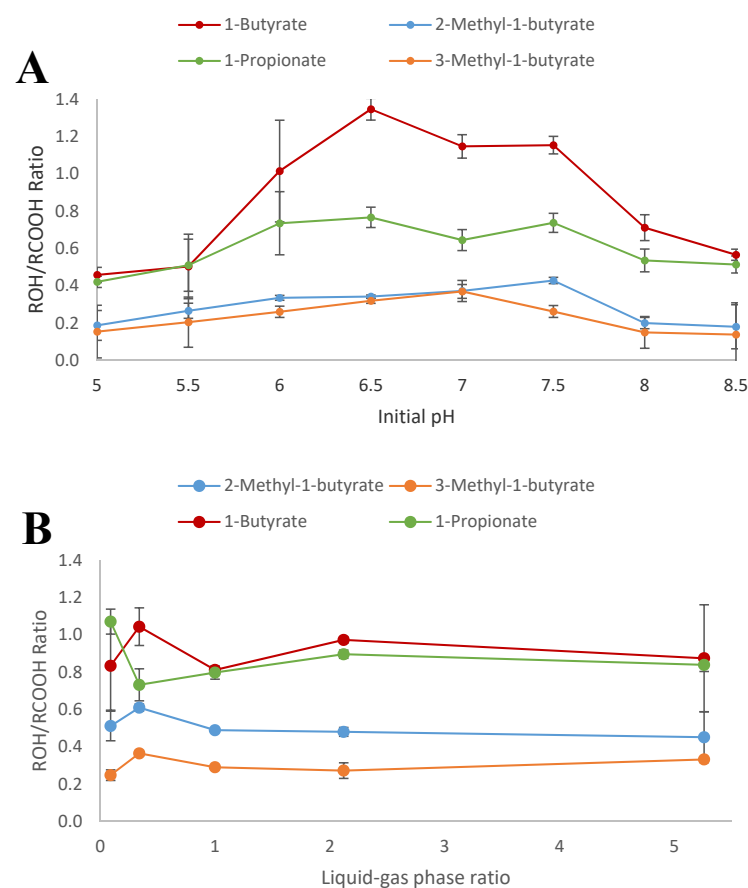 1-Butyrate 2-Methyl-1-butyrate
1-Propionate 3-Methyl-1-butyrate
A
1.4
1.2
1.0
0.8
0.6
0.4
0.2
0.0
ROH/RCOOH Ratio
5 5.5 6 6.5 7 7.5 8 8.5
Initial pH
2-Methyl-1-butyrate 3-Methyl-1-butyrate
1-Butyrate 1-Propionate
B
1.4
1.2
1.0
0.8
0.6
0.4
0.2
0.0
ROH/RCOOH Ratio
0 1 2 3 4 5
Liquid-gas phase ratio